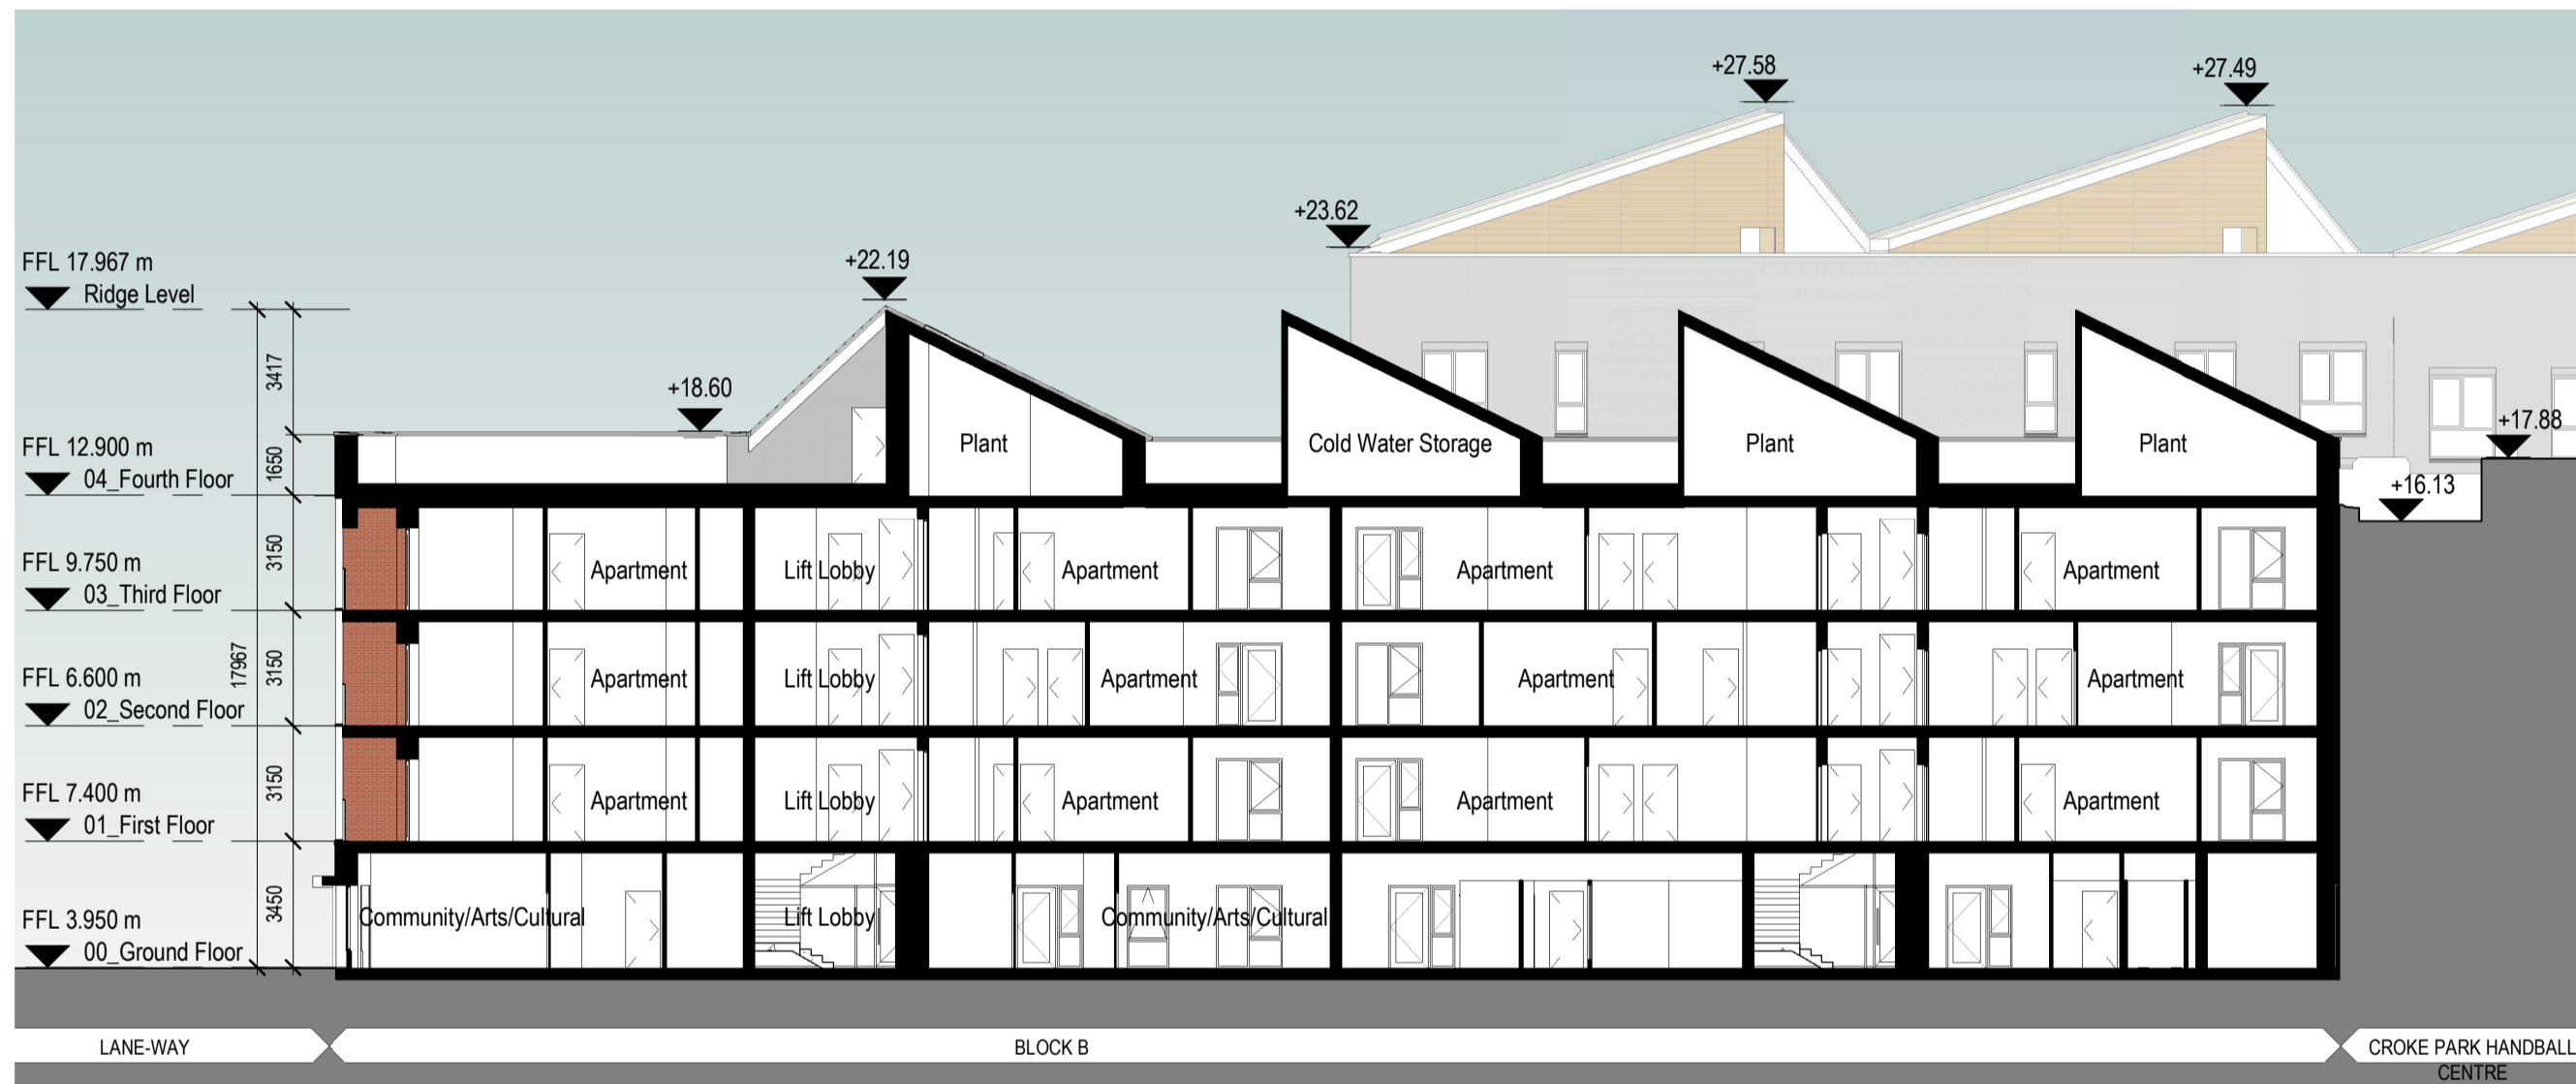 +27.58
+27.49
+23.62
+22.19
FFL 17.967 m
Ridge Level
+18.60
3417
FFL 12.900 m
04_Fourth Floor
1650
Plant
Cold Water Storage
Plant
Plant
+17.88
+16.13
FFL 9.750 m
03_Third Floor
3150
Apartment
Lift Lobby
Apartment
Apartment
Apartment
FFL 6.600 m
02_Second Floor
17967
3150
Apartment
Lift Lobby
Apartment
Apartment
Apartment
FFL 7.400 m
01_First Floor
3150
Apartment
Lift Lobby
Apartment
Apartment
Apartment
FFL 3.950 m
00_Ground Floor
3450
Community/Arts/Cultural
Lift Lobby
Community/Arts/Cultural
LANE-WAY
BLOCK B
CROKE PARK HANDBALL
CENTRE